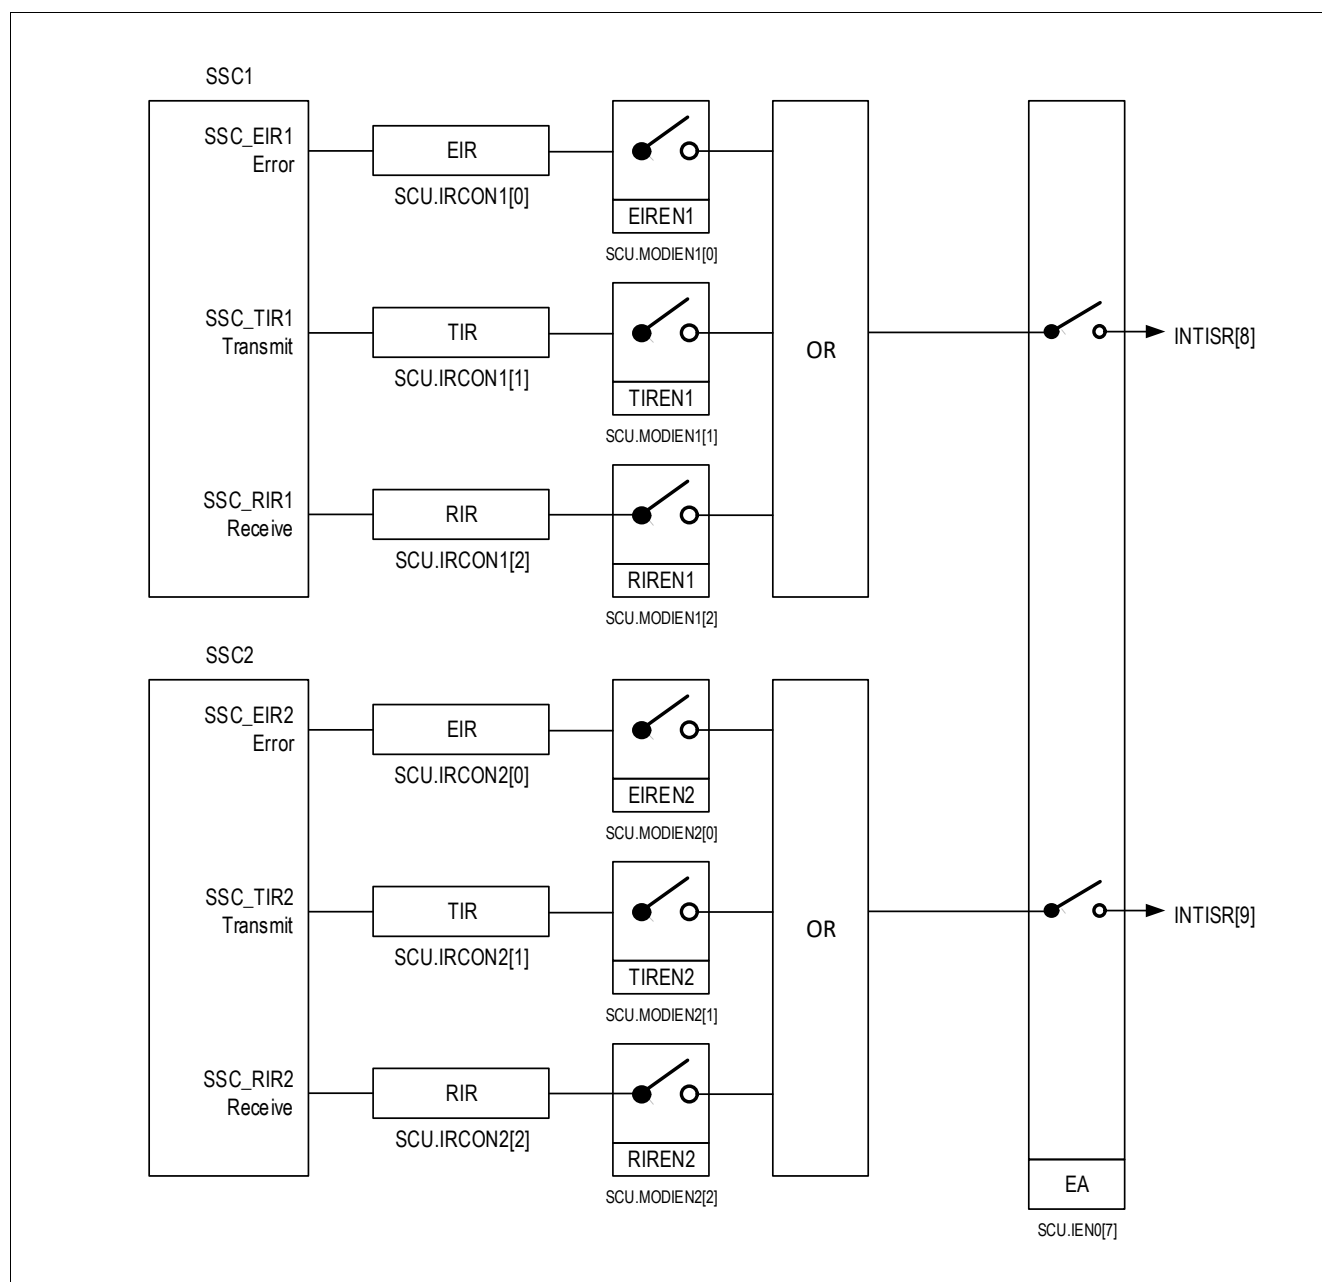 SSC1
SSC_EIR1
Error
EIR
SCU.IRCON1[0]
EIREN1
SCU.MODIEN1[0]
SSC_TIR1
Transmit
TIR
SCU.IRCON1[1]
TIREN1
SCU.MODIEN1[1]
OR
INTISR[8]
SSC_RIR1
Receive
RIR
SCU.IRCON1[2]
RIREN1
SCU.MODIEN1[2]
SSC2
SSC_EIR2
Error
EIR
SCU.IRCON2[0]
EIREN2
SCU.MODIEN2[0]
SSC_TIR2
Transmit
TIR
SCU.IRCON2[1]
TIREN2
SCU.MODIEN2[1]
OR
INTISR[9]
SSC_RIR2
Receive
RIR
SCU.IRCON2[2]
RIREN2
SCU.MODIEN2[2]
EA
SCU.IEN0[7]